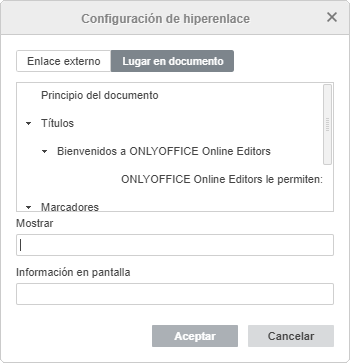 Configuración de hiperenlace
Enlace externo Lugar en documento
Principio del documento
Títulos
Bienvenidos a ONLYOFFICE Online Editors
ONLYOFFICE Online Editors le permiten:
Marcadores
Mostrar
Información en pantalla
Aceptar Cancelar